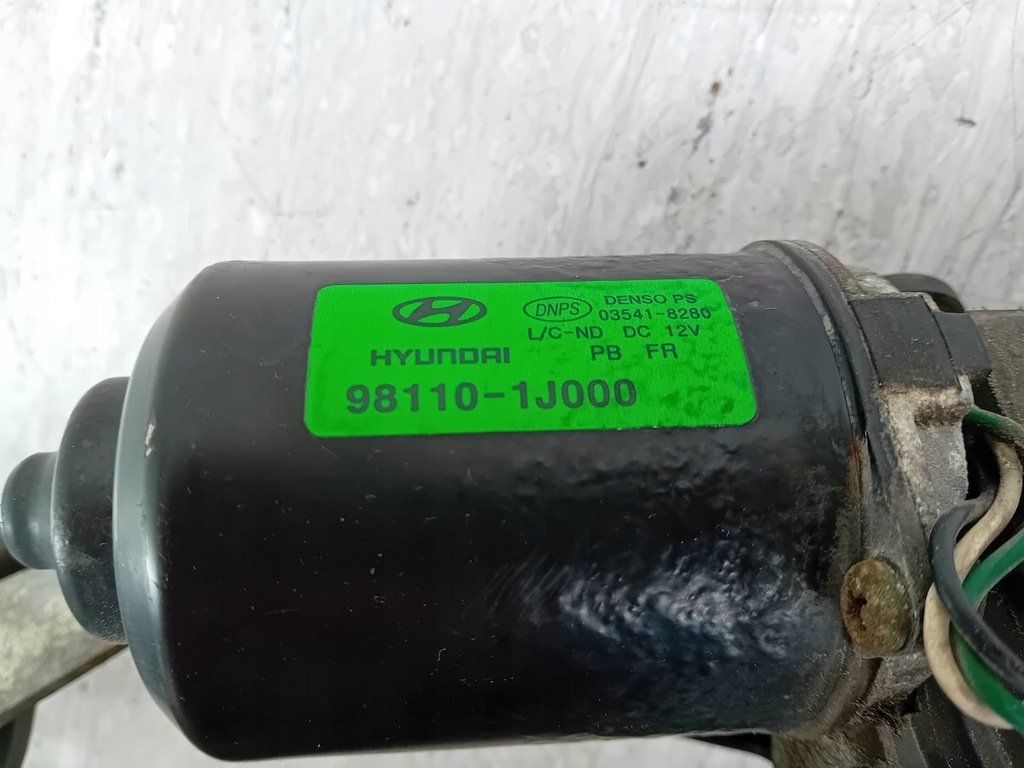 DNPS DENSO PS
03541-8280
L/C-ND DC 12V
HYUNDAI PB FR
98110-1J000